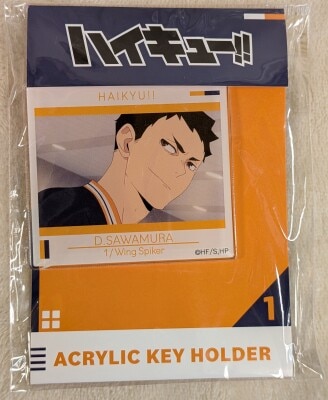 ハイキュー!!
HAIKYU!!
D.SAWAMURA
1/Wing Spiker
©HF/S,HP
1
ACRYLIC KEY HOLDER